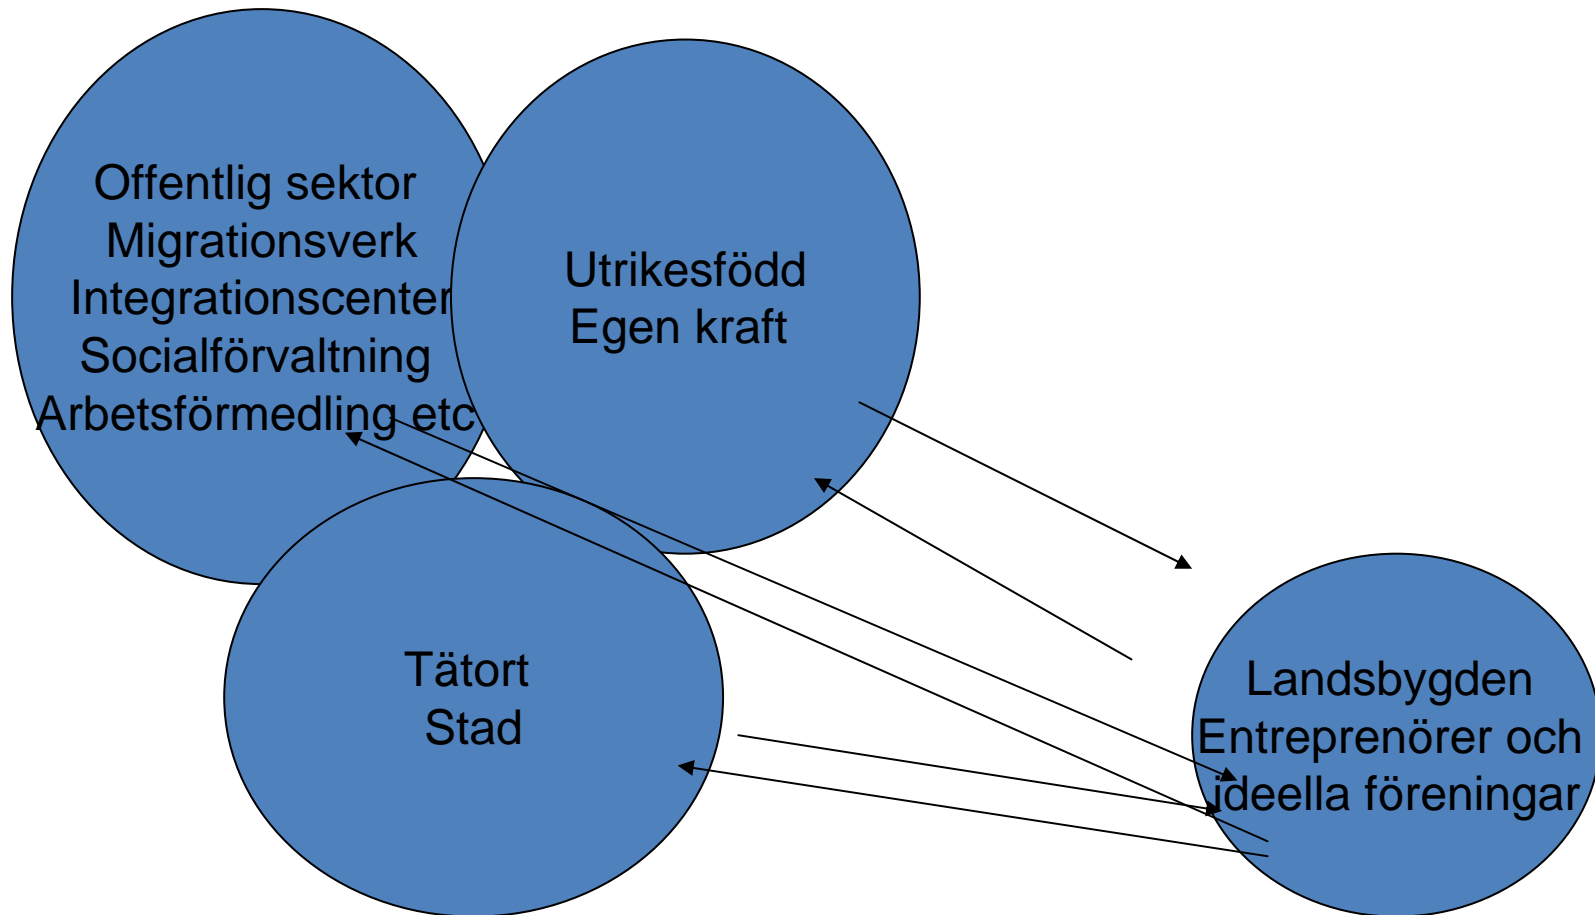 Offentlig sektor
Migrationsverk
Integrationscenter
Socialförvaltning
Arbetsförmedling etc
Utrikesfödd
Egen kraft
Tätort
Stad
Landsbygden
Entreprenörer och
ideella föreningar